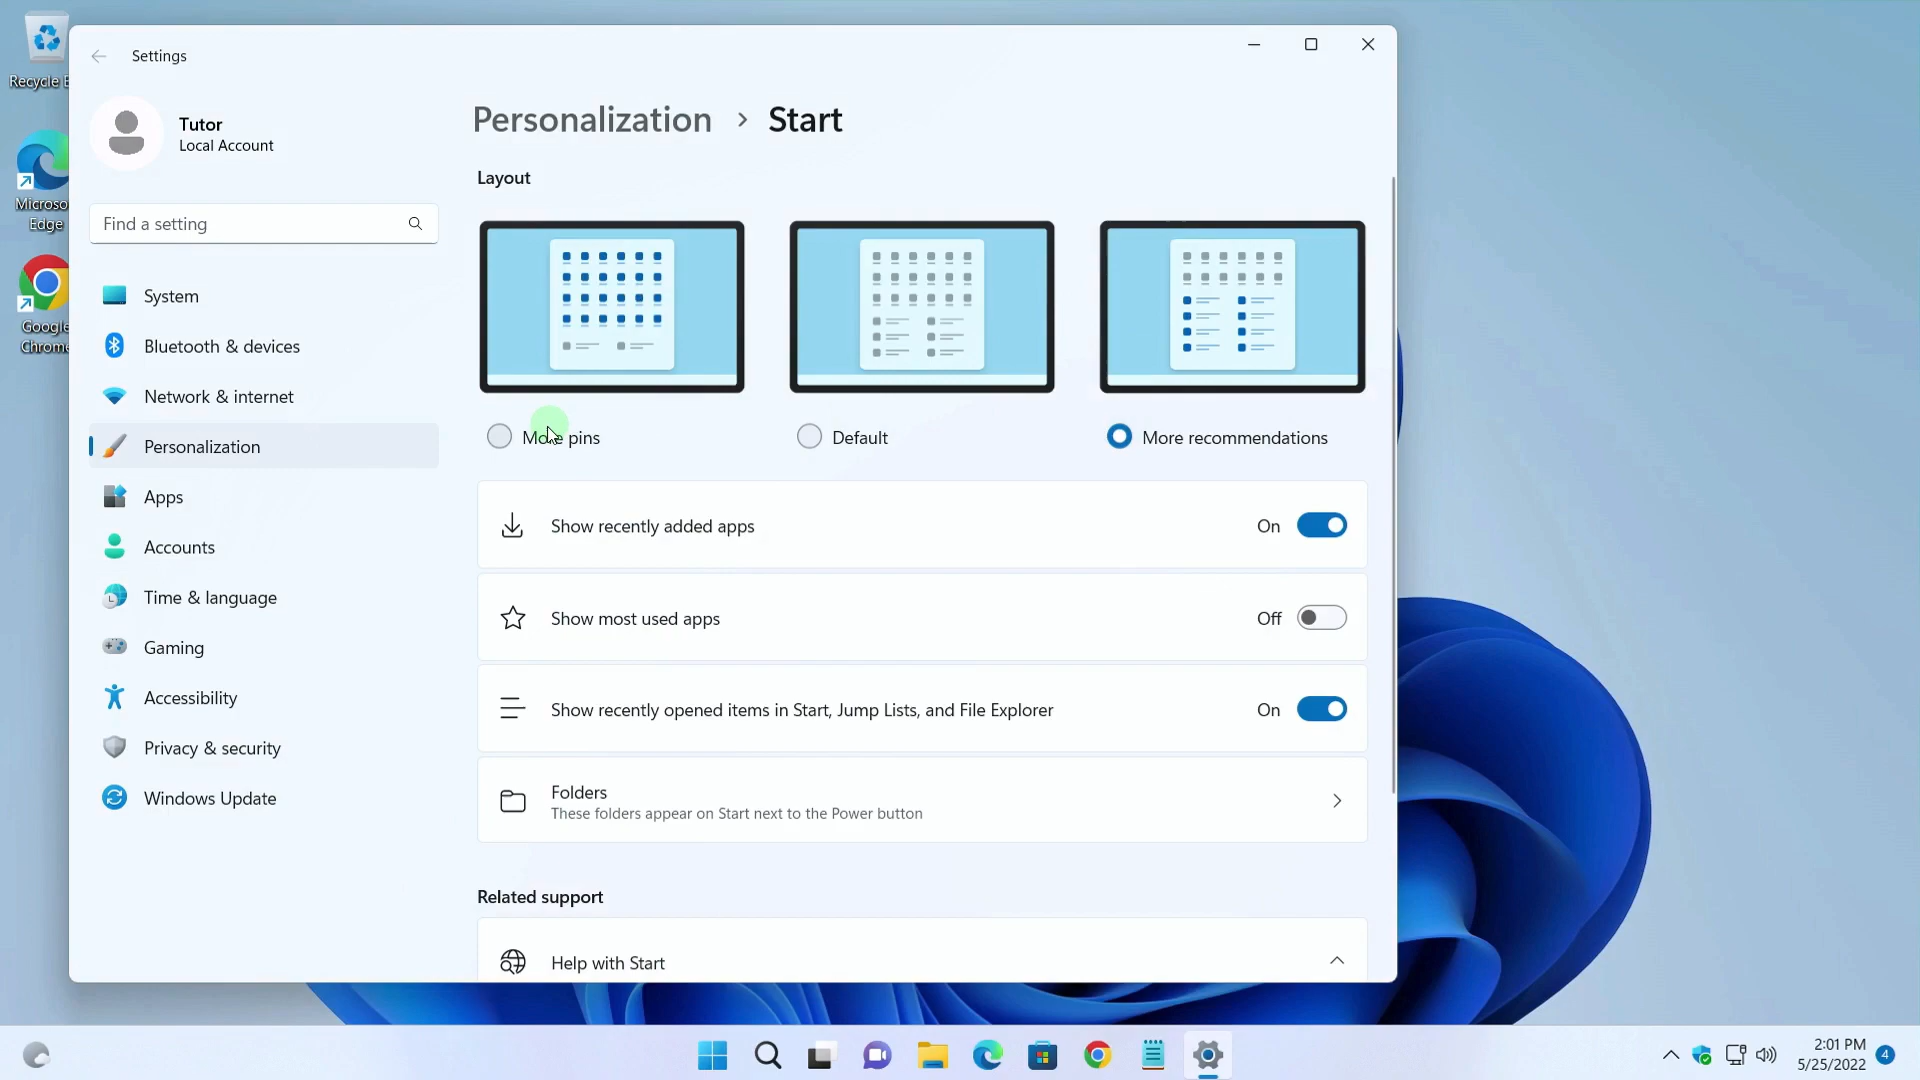 Recycle B
Microso
Edge
Google
Chrome
Settings
Tutor
Local Account
Find a setting
System
Bluetooth & devices
Network & internet
Personalization
Apps
Accounts
Time & language
Gaming
Accessibility
Privacy & security
Windows Update
Personalization > Start
Layout
More pins
Default
More recommendations
Show recently added apps
On
Show most used apps
Off
Show recently opened items in Start, Jump Lists, and File Explorer
On
Folders
These folders appear on Start next to the Power button
Related support
Help with Start
2:01 PM
5/25/2022
4